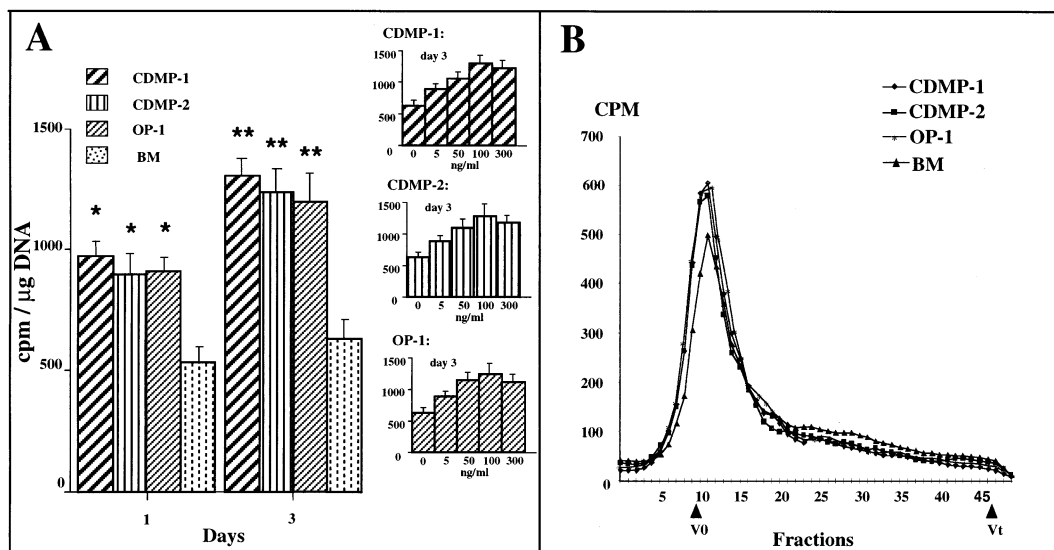 A
CDMP-1
CDMP-2
OP-1
BM
cpm / µg DNA
1500
1000
500
0
* * *
** ** **
1 3
Days
CDMP-1:
day 3
1500
1000
500
0
0 5 50 100 300
ng/ml
CDMP-2:
day 3
1500
1000
500
0
0 5 50 100 300
ng/ml
OP-1:
day 3
1500
1000
500
0
0 5 50 100 300
ng/ml
B
CPM
CDMP-1
CDMP-2
OP-1
BM
700
600
500
400
300
200
100
0
5 10 15 20 25 30 35 40 45
V0 Vt
Fractions